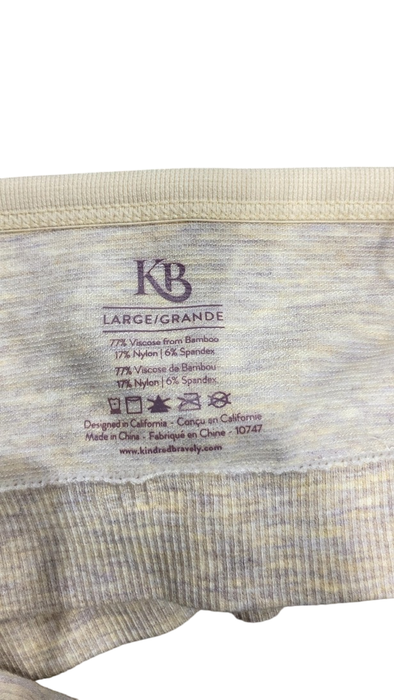 KB
LARGE/GRANDE
77% Viscose from Bamboo
17% Nylon | 6% Spandex
77% Viscose de Bambou
17% Nylon | 6% Spandex
Designed in California - Conçu en Californie
Made in China - Fabriqué en Chine - 10747
www.kindredbravely.com